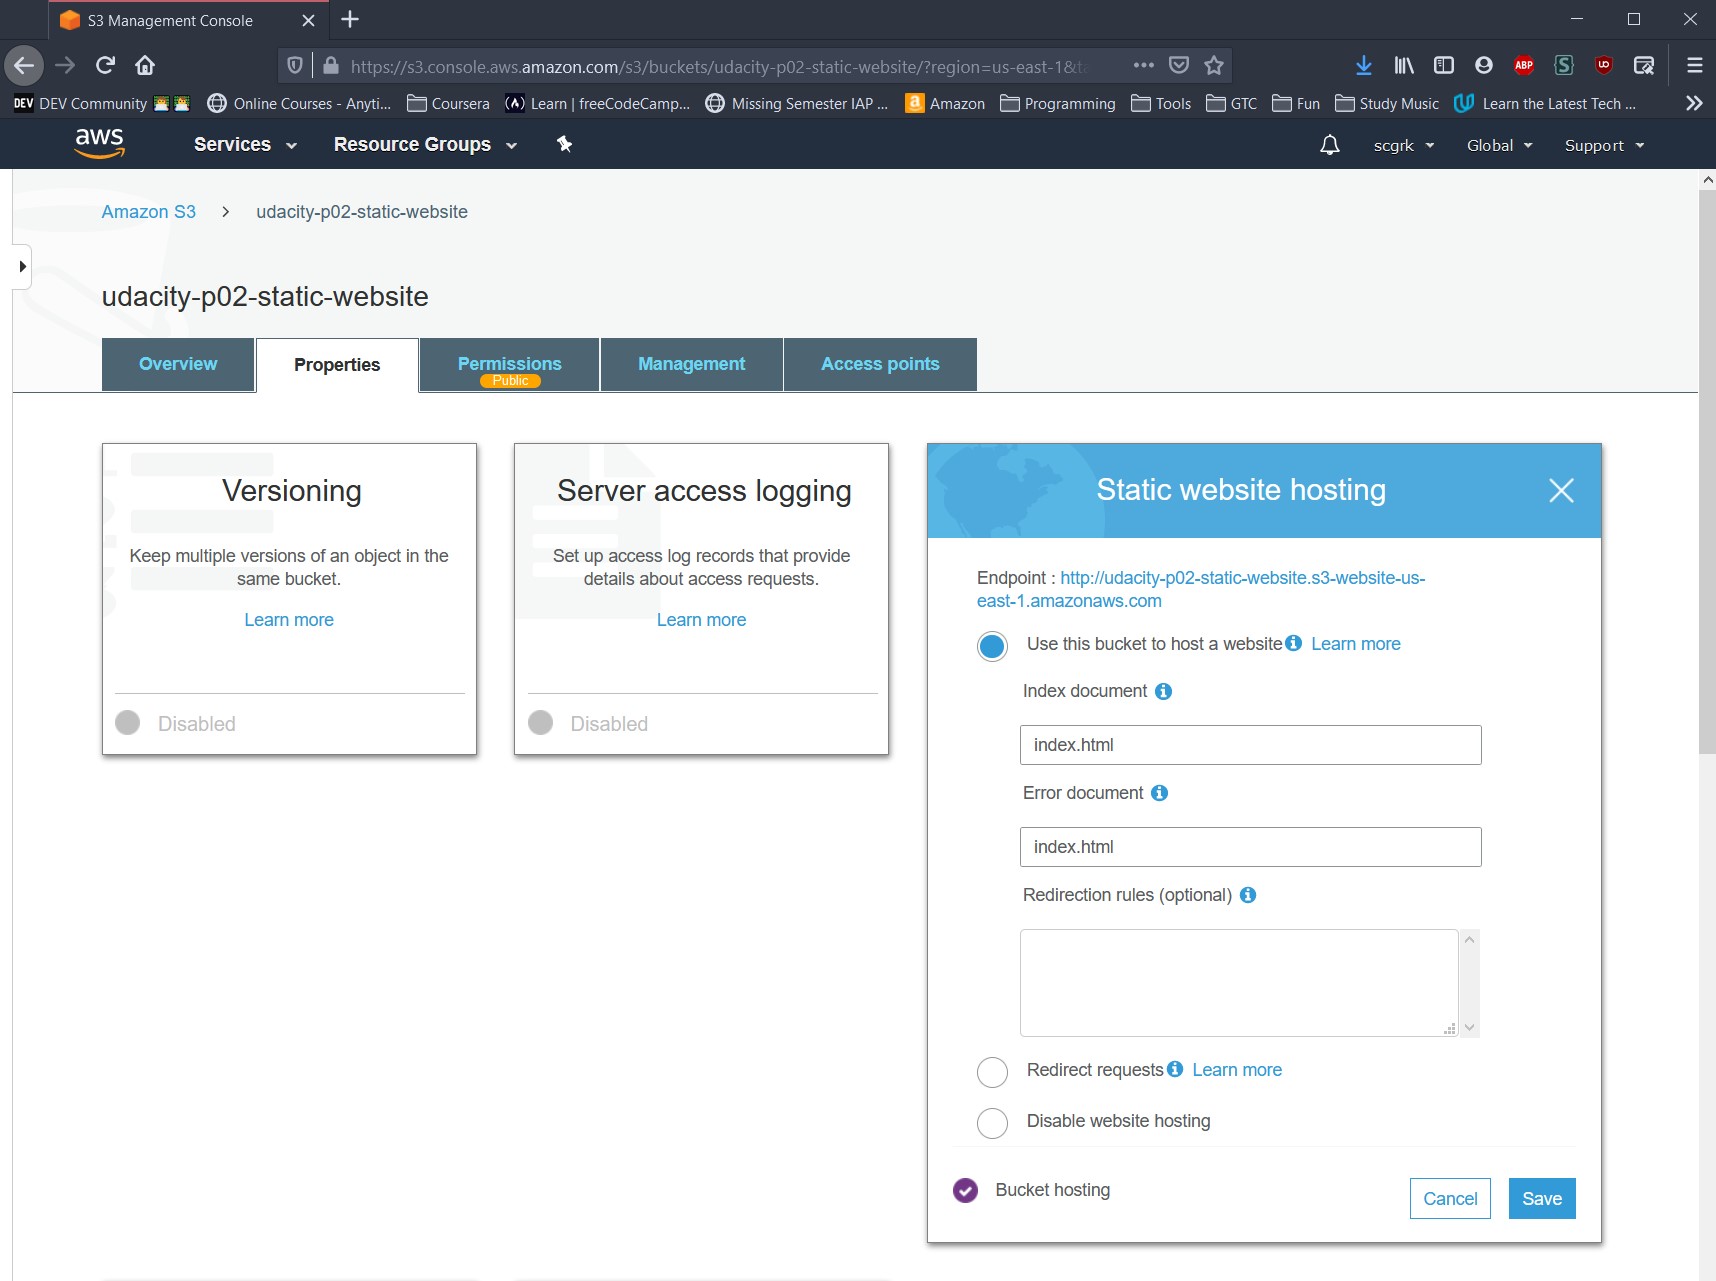 S3 Management Console
https://s3.console.aws.amazon.com/s3/buckets/udacity-p02-static-website/?region=us-east-1&ta
ABP
S
UD
DEV DEV Community
Online Courses - Anyti...
Coursera
Learn | freeCodeCamp...
Missing Semester IAP ...
a Amazon
Programming
Tools
GTC
Fun
Study Music
Learn the Latest Tech ...
aws
Services
Resource Groups
scgrk
Global
Support
Amazon S3 > udacity-p02-static-website
udacity-p02-static-website
Overview
Properties
Permissions
Public
Management
Access points
Versioning
Keep multiple versions of an object in the
same bucket.
Learn more
Disabled
Server access logging
Set up access log records that provide
details about access requests.
Learn more
Disabled
Static website hosting
Endpoint : http://udacity-p02-static-website.s3-website-us-
east-1.amazonaws.com
Use this bucket to host a website Learn more
Index document
index.html
Error document
index.html
Redirection rules (optional)
Redirect requests Learn more
Disable website hosting
Bucket hosting
Cancel
Save